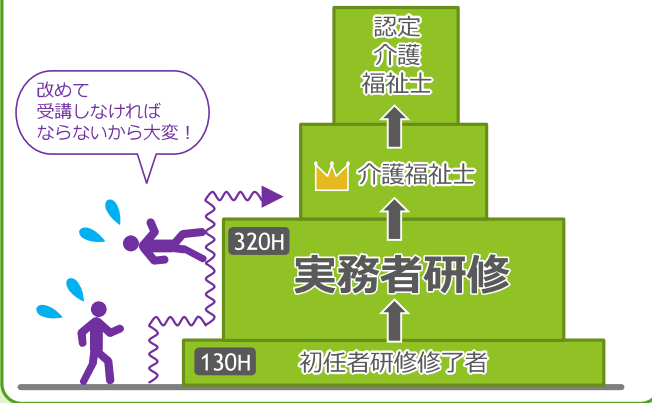 認定
介護
福祉士
改めて
受講しなければ
ならないから大変！
介護福祉士
320H
実務者研修
130H
初任者研修修了者